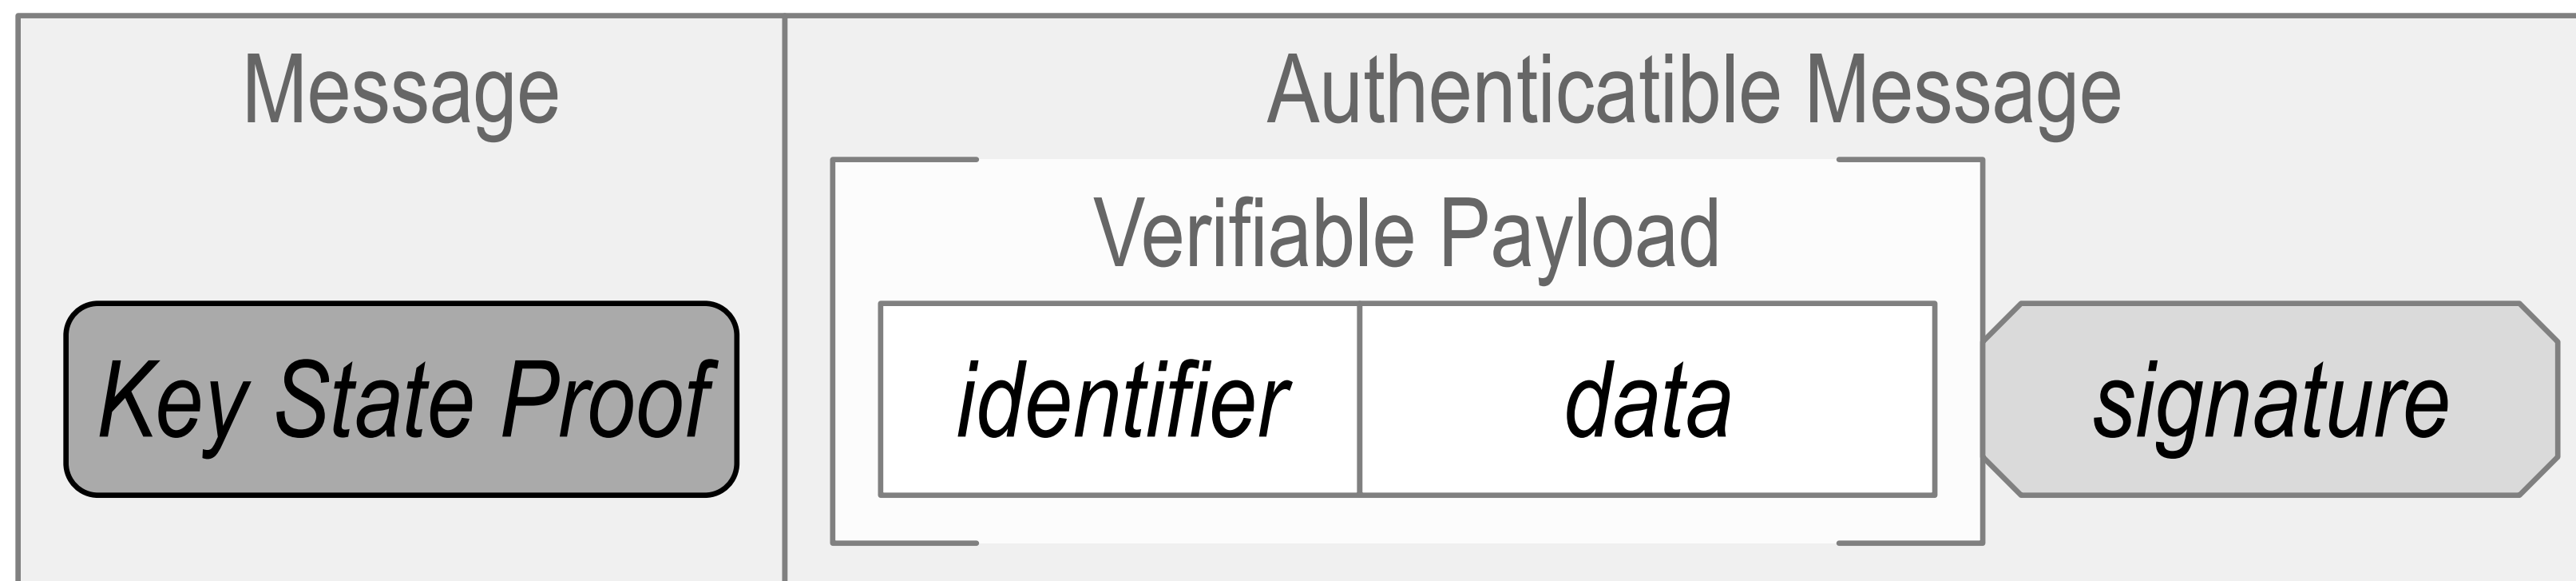 Message
Authenticatible Message
Verifiable Payload
Key State Proof
identifier
data
signature